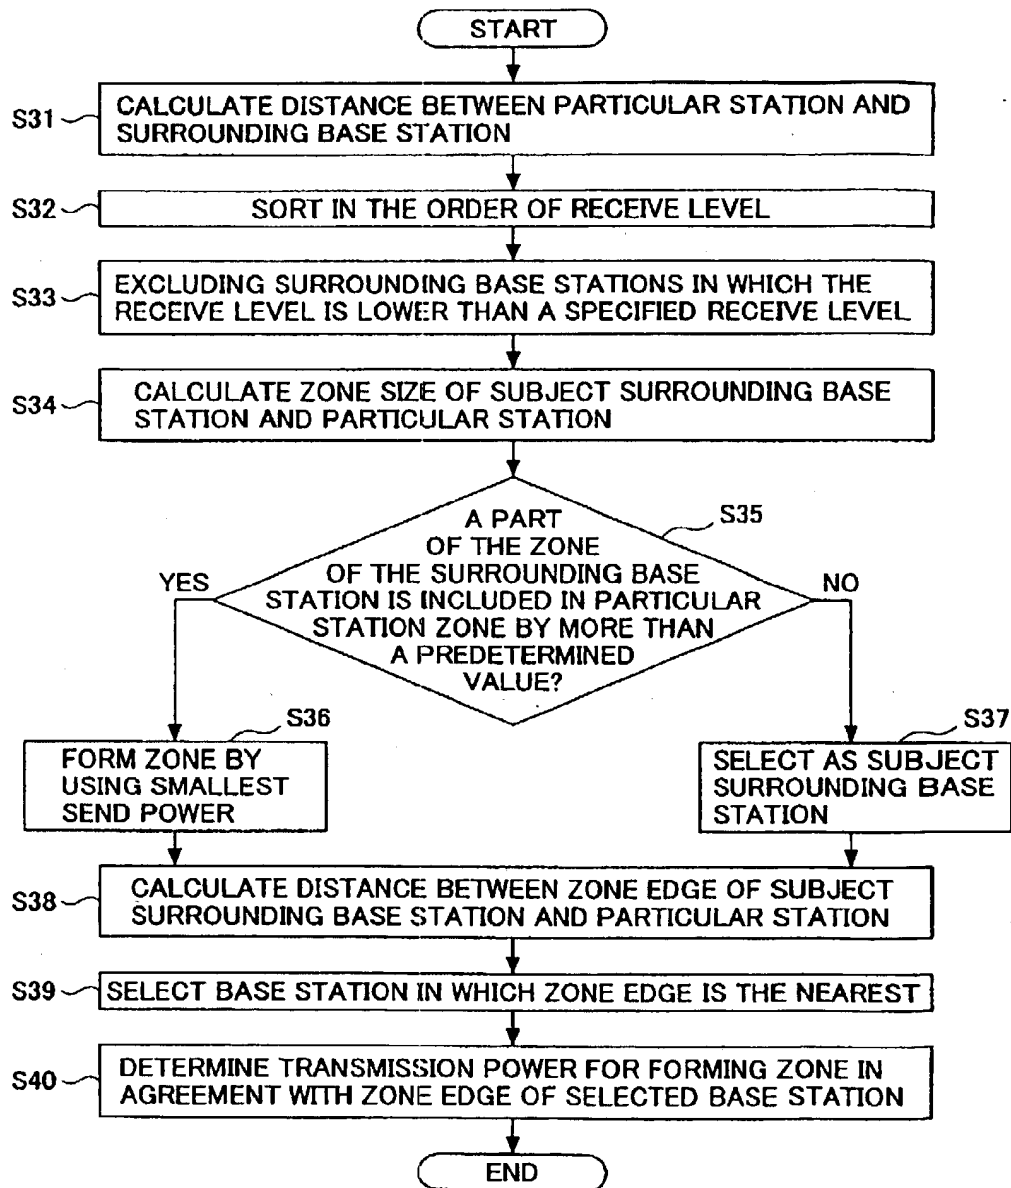 START
S31
CALCULATE DISTANCE BETWEEN PARTICULAR STATION AND
SURROUNDING BASE STATION
S32
SORT IN THE ORDER OF RECEIVE LEVEL
S33
EXCLUDING SURROUNDING BASE STATIONS IN WHICH THE
RECEIVE LEVEL IS LOWER THAN A SPECIFIED RECEIVE LEVEL
S34
CALCULATE ZONE SIZE OF SUBJECT SURROUNDING BASE
STATION AND PARTICULAR STATION
S35
A PART
OF THE ZONE
OF THE SURROUNDING BASE
STATION IS INCLUDED IN PARTICULAR
STATION ZONE BY MORE THAN
A PREDETERMINED
VALUE?
YES
NO
S36
FORM ZONE BY
USING SMALLEST
SEND POWER
S37
SELECT AS SUBJECT
SURROUNDING BASE
STATION
S38
CALCULATE DISTANCE BETWEEN ZONE EDGE OF SUBJECT
SURROUNDING BASE STATION AND PARTICULAR STATION
S39
SELECT BASE STATION IN WHICH ZONE EDGE IS THE NEAREST
S40
DETERMINE TRANSMISSION POWER FOR FORMING ZONE IN
AGREEMENT WITH ZONE EDGE OF SELECTED BASE STATION
END